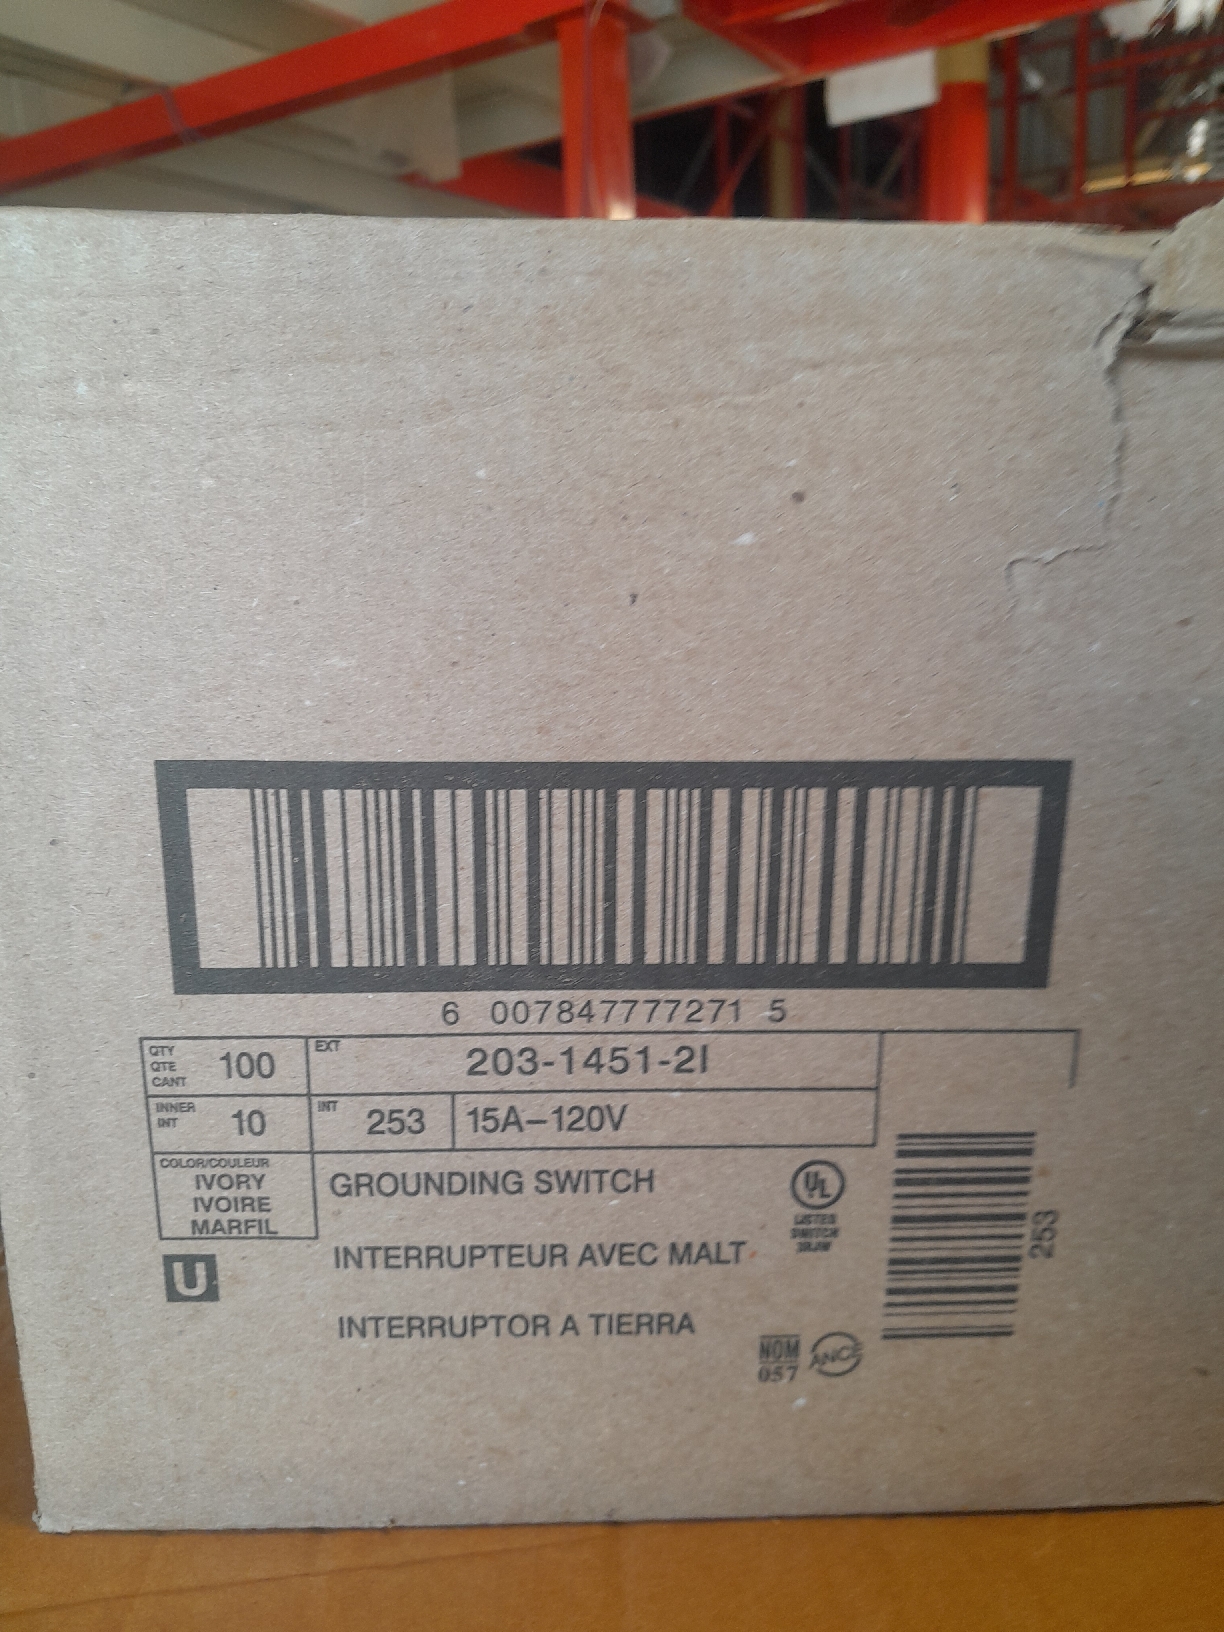 6 007847777271 5
QTY
QTE
CANT
100
EXT
203-1451-2I
INNER
INT
10
INT
253
15A–120V
COLOR/COULEUR
IVORY
IVOIRE
MARFIL
GROUNDING SWITCH
UL
LISTED
SWITCH
INTERRUPTEUR AVEC MALT
253
U
INTERRUPTOR A TIERRA
NOM
057
ANCE